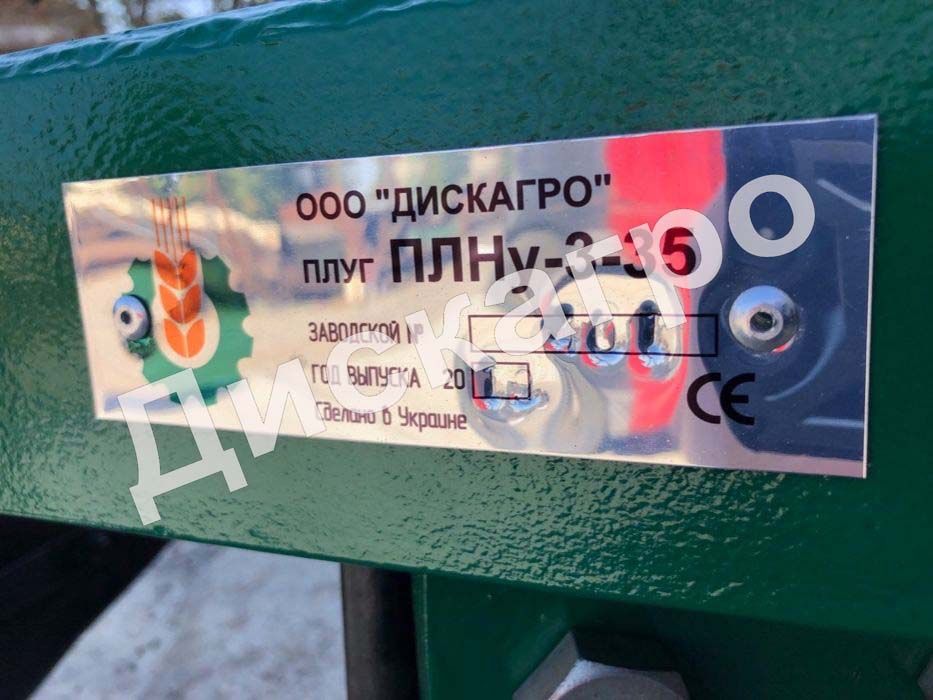 ООО "ДИСКАГРО"
ПЛУГ ПЛНу-3-35
ЗАВОДСКОЙ №
ГОД ВЫПУСКА 20
Сделано в Украине
CE
Дискагро